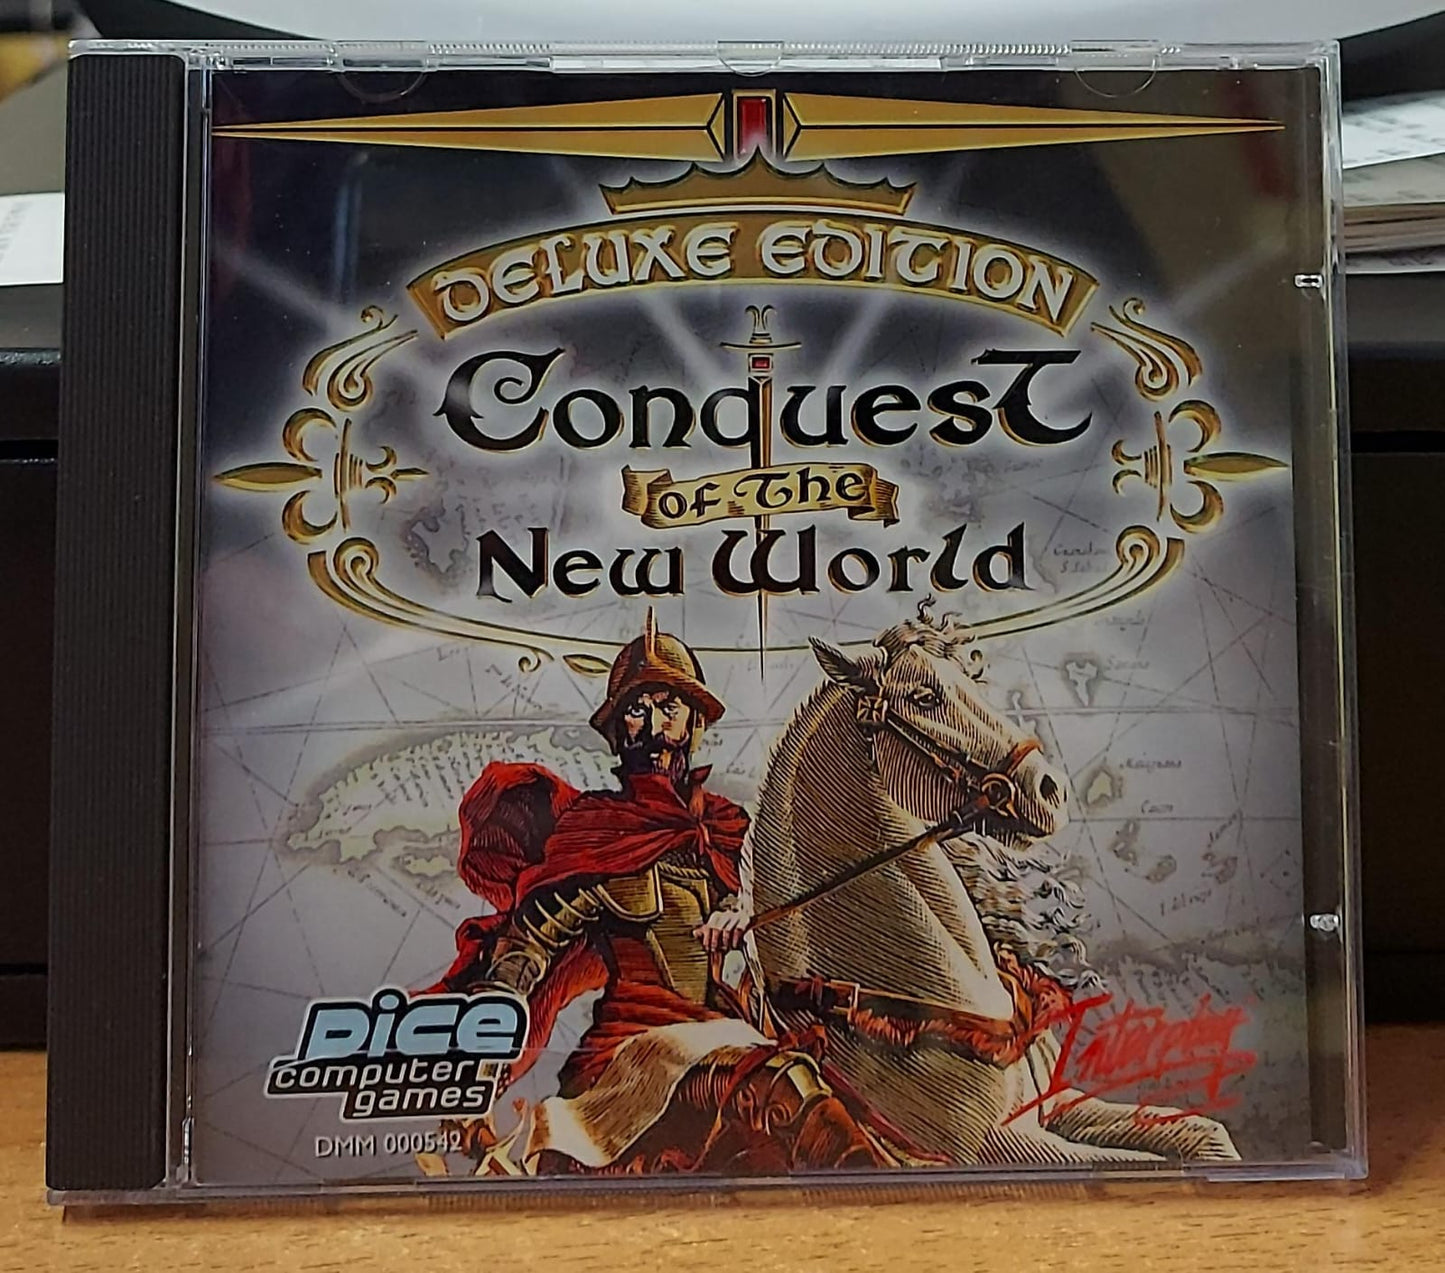 DELUXE EDITION
Conquest
of The
New World
Dice
computer
games
DMM 000542
Interplay